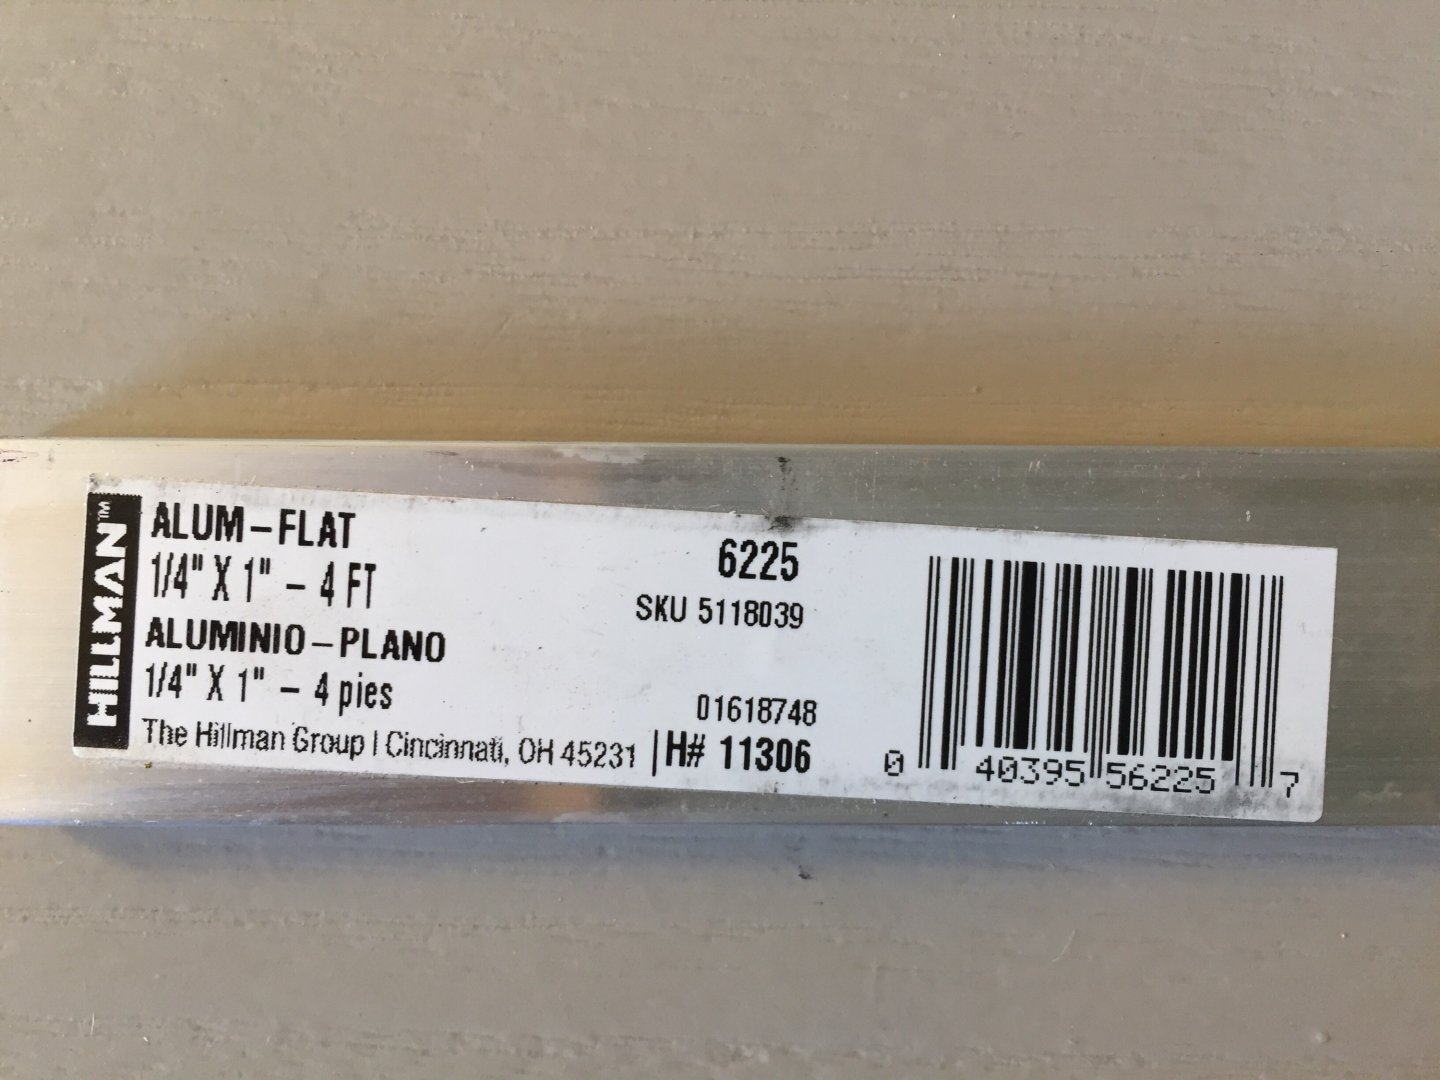 HILLMAN™
ALUM-FLAT
1/4" X 1" - 4 FT
ALUMINIO-PLANO
1/4" X 1" - 4 pies
The Hillman Group | Cincinnati, OH 45231
6225
SKU 5118039
01618748
H# 11306
0 40395 56225 7